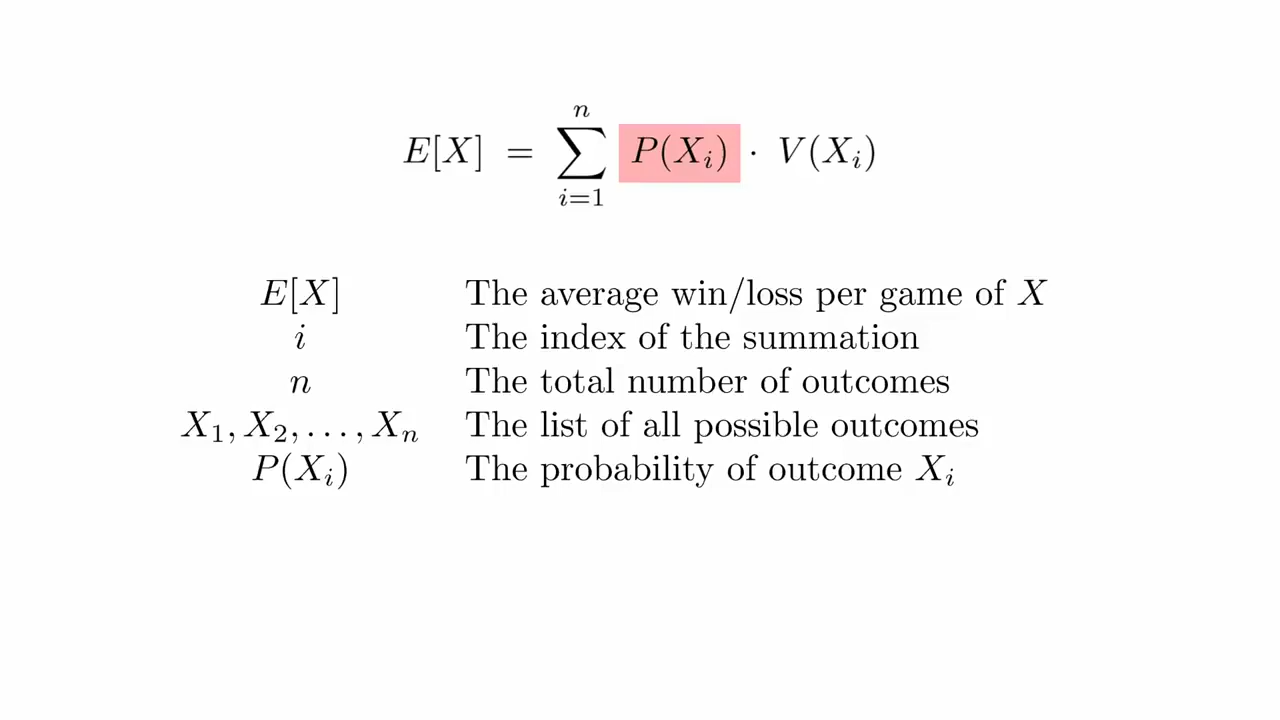 n
E[X] = ∑ P(X_i) · V(X_i)
i=1
E[X] The average win/loss per game of X
i The index of the summation
n The total number of outcomes
X_1, X_2, . . . , X_n The list of all possible outcomes
P(X_i) The probability of outcome X_i